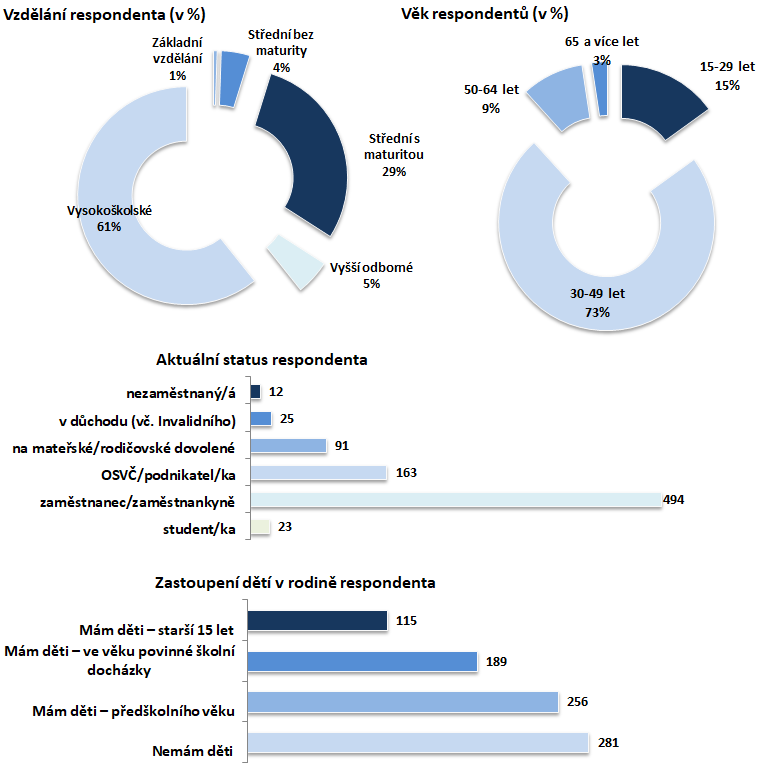 Vzdělání respondenta (v %)
Základní
vzdělání
1%
Střední bez
maturity
4%
Střední s
maturitou
29%
Vyšší odborné
5%
Vysokoškolské
61%
Věk respondentů (v %)
65 a více let
3%
15-29 let
15%
50-64 let
9%
30-49 let
73%
Aktuální status respondenta
nezaměstnaný/á 12
v důchodu (vč. Invalidního) 25
na mateřské/rodičovské dovolené 91
OSVČ/podnikatel/ka 163
zaměstnanec/zaměstnankyně 494
student/ka 23
Zastoupení dětí v rodině respondenta
Mám děti – starší 15 let 115
Mám děti – ve věku povinné školní
docházky 189
Mám děti – předškolního věku 256
Nemám děti 281